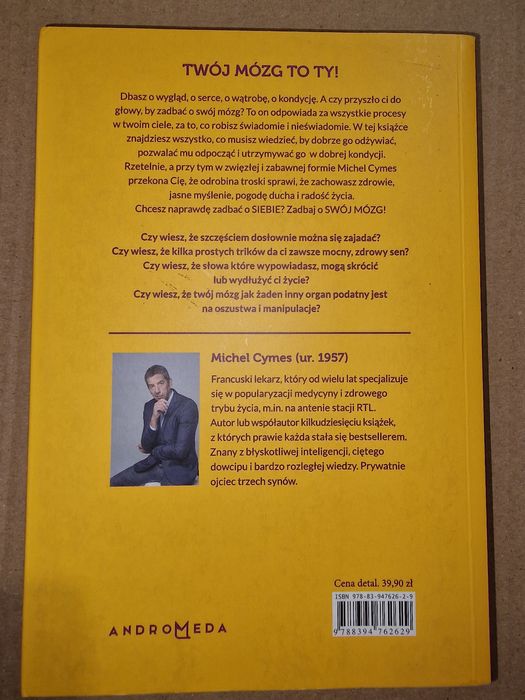 TWÓJ MÓZG TO TY!
Dbasz o wygląd, o serce, o wątrobę, o kondycję. A czy przyszło ci do
głowy, by zadbać o swój mózg? To on odpowiada za wszystkie procesy
w twoim ciele, za to, co robisz świadomie i nieświadomie. W tej książce
znajdziesz wszystko, co musisz wiedzieć, by dobrze go odżywiać,
pozwalać mu odpocząć i utrzymywać go w dobrej kondycji.
Rzetelnie, a przy tym w zwięzłej i zabawnej formie Michel Cymes
przekona Cię, że odrobina troski sprawi, że zachowasz zdrowie,
jasne myślenie, pogodę ducha i radość życia.
Chcesz naprawdę zadbać o SIEBIE? Zadbaj o SWÓJ MÓZG!
Czy wiesz, że szczęściem dosłownie można się zajadać?
Czy wiesz, że kilka prostych trików da ci zawsze mocny, zdrowy sen?
Czy wiesz, że słowa które wypowiadasz, mogą skrócić
lub wydłużyć ci życie?
Czy wiesz, że twój mózg jak żaden inny organ podatny jest
na oszustwa i manipulacje?
Michel Cymes (ur. 1957)
Francuski lekarz, który od wielu lat specjalizuje
się w popularyzacji medycyny i zdrowego
trybu życia, m.in. na antenie stacji RTL.
Autor lub współautor kilkudziesięciu książek,
z których prawie każda stała się bestsellerem.
Znany z błyskotliwej inteligencji, ciętego
dowcipu i bardzo rozległej wiedzy. Prywatnie
ojciec trzech synów.
Cena detal. 39,90 zł
ISBN 978-83-947626-2-9
9 788394 762629
ANDROMEDA